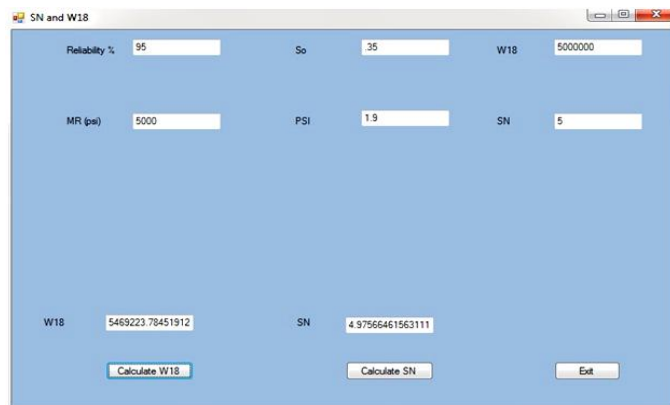 SN and W18
Reliability % 95 So .35 W18 5000000
MR (psi) 5000 PSI 1.9 SN 5
W18 5469223.78451912 SN 4.97566461563111
Calculate W18 Calculate SN Exit